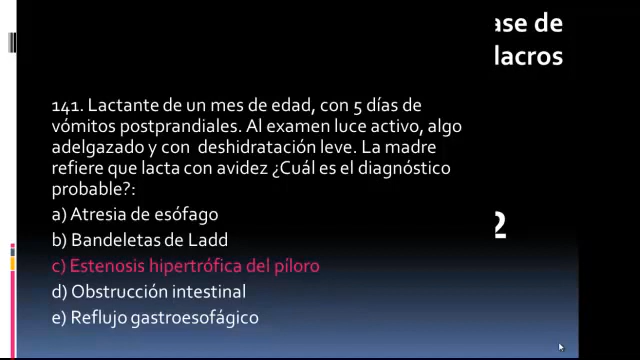 ase de
lacros
141. Lactante de un mes de edad, con 5 días de
vómitos postprandiales. Al examen luce activo, algo
adelgazado y con deshidratación leve. La madre
refiere que lacta con avidez ¿Cuál es el diagnóstico
probable?:
a) Atresia de esófago
b) Bandeletas de Ladd
2
c) Estenosis hipertrófica del píloro
d) Obstrucción intestinal
e) Reflujo gastroesofágico